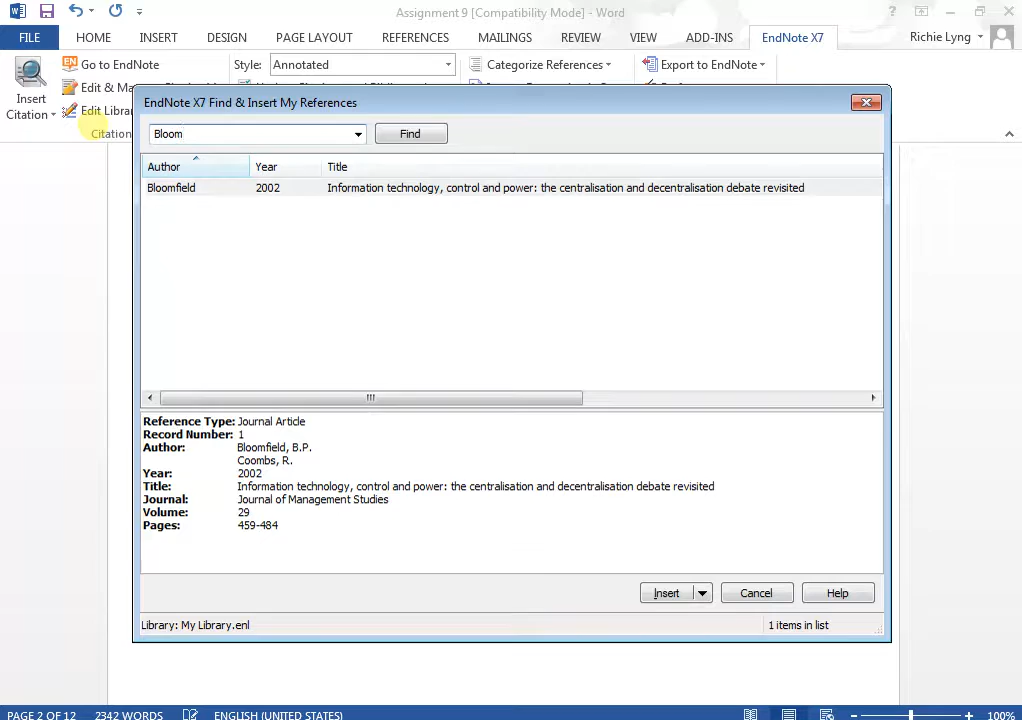 Assignment 9 [Compatibility Mode] - Word
FILE HOME INSERT DESIGN PAGE LAYOUT REFERENCES MAILINGS REVIEW VIEW ADD-INS EndNote X7 Richie Lyng
Go to EndNote Style: Annotated Categorize References Export to EndNote
Insert
Citation
Edit & Ma
Edit Librar
Citation
EndNote X7 Find & Insert My References
Bloom Find
Author Year Title
Bloomfield 2002 Information technology, control and power: the centralisation and decentralisation debate revisited
Reference Type: Journal Article
Record Number: 1
Author: Bloomfield, B.P.
Coombs, R.
Year: 2002
Title: Information technology, control and power: the centralisation and decentralisation debate revisited
Journal: Journal of Management Studies
Volume: 29
Pages: 459-484
Insert Cancel Help
Library: My Library.enl 1 items in list
PAGE 2 OF 12 2342 WORDS ENGLISH (UNITED STATES) 100%